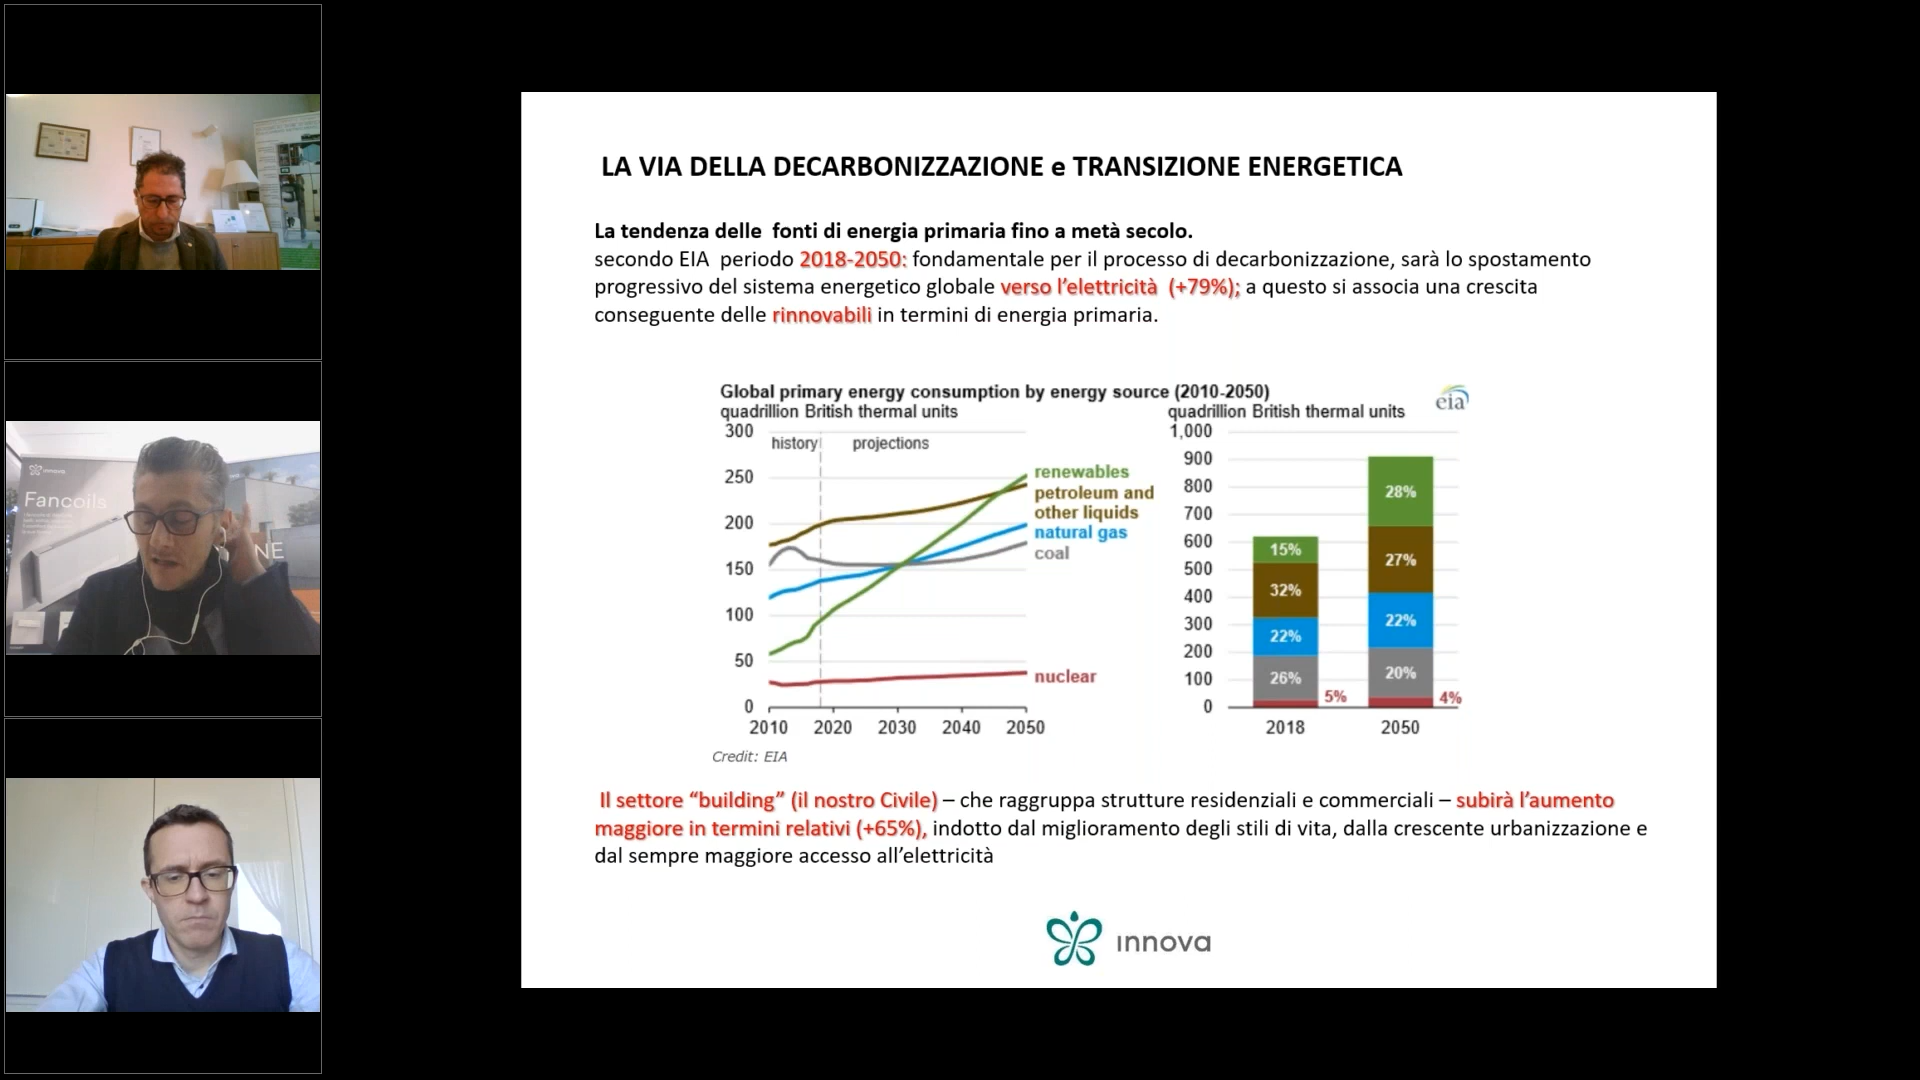 LA VIA DELLA DECARBONIZZAZIONE e TRANSIZIONE ENERGETICA
La tendenza delle fonti di energia primaria fino a metà secolo.
secondo EIA periodo 2018-2050: fondamentale per il processo di decarbonizzazione, sarà lo spostamento
progressivo del sistema energetico globale verso l'elettricità (+79%); a questo si associa una crescita
conseguente delle rinnovabili in termini di energia primaria.
Global primary energy consumption by energy source (2010-2050)
quadrillion British thermal units
300
250
200
150
100
50
0
history
projections
renewables
petroleum and
other liquids
natural gas
coal
nuclear
2010 2020 2030 2040 2050
Credit: EIA
eia
quadrillion British thermal units
1,000
900
800
700
600
500
400
300
200
100
0
15%
32%
22%
26%
5%
28%
27%
22%
20%
4%
2018 2050
Il settore “building” (il nostro Civile) – che raggruppa strutture residenziali e commerciali – subirà l'aumento
maggiore in termini relativi (+65%), indotto dal miglioramento degli stili di vita, dalla crescente urbanizzazione e
dal sempre maggiore accesso all'elettricità
innova
innova
Fancoils
NE